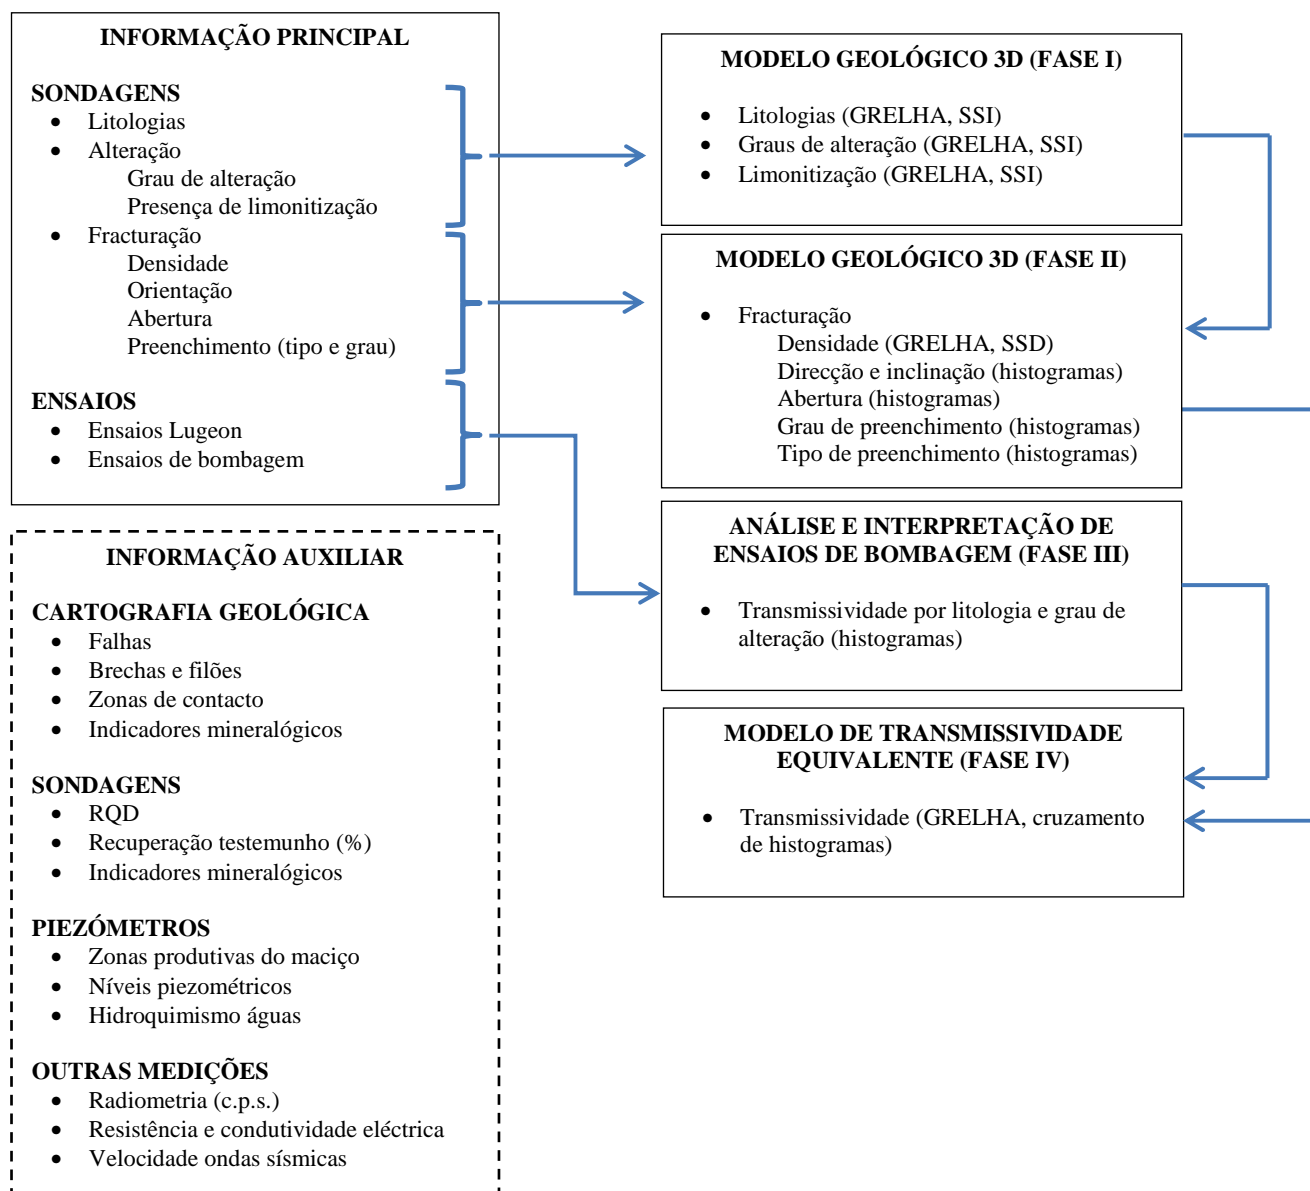 INFORMAÇÃO PRINCIPAL
SONDAGENS
• Litologias
• Alteração
Grau de alteração
Presença de limonitização
• Fracturação
Densidade
Orientação
Abertura
Preenchimento (tipo e grau)
ENSAIOS
• Ensaios Lugeon
• Ensaios de bombagem
INFORMAÇÃO AUXILIAR
CARTOGRAFIA GEOLÓGICA
• Falhas
• Brechas e filões
• Zonas de contacto
• Indicadores mineralógicos
SONDAGENS
• RQD
• Recuperação testemunho (%)
• Indicadores mineralógicos
PIEZÓMETROS
• Zonas produtivas do maciço
• Níveis piezométricos
• Hidroquimismo águas
OUTRAS MEDIÇÕES
• Radiometria (c.p.s.)
• Resistência e condutividade eléctrica
• Velocidade ondas sísmicas
MODELO GEOLÓGICO 3D (FASE I)
• Litologias (GRELHA, SSI)
• Graus de alteração (GRELHA, SSI)
• Limonitização (GRELHA, SSI)
MODELO GEOLÓGICO 3D (FASE II)
• Fracturação
Densidade (GRELHA, SSD)
Direcção e inclinação (histogramas)
Abertura (histogramas)
Grau de preenchimento (histogramas)
Tipo de preenchimento (histogramas)
ANÁLISE E INTERPRETAÇÃO DE
ENSAIOS DE BOMBAGEM (FASE III)
• Transmissividade por litologia e grau de
alteração (histogramas)
MODELO DE TRANSMISSIVIDADE
EQUIVALENTE (FASE IV)
• Transmissividade (GRELHA, cruzamento
de histogramas)